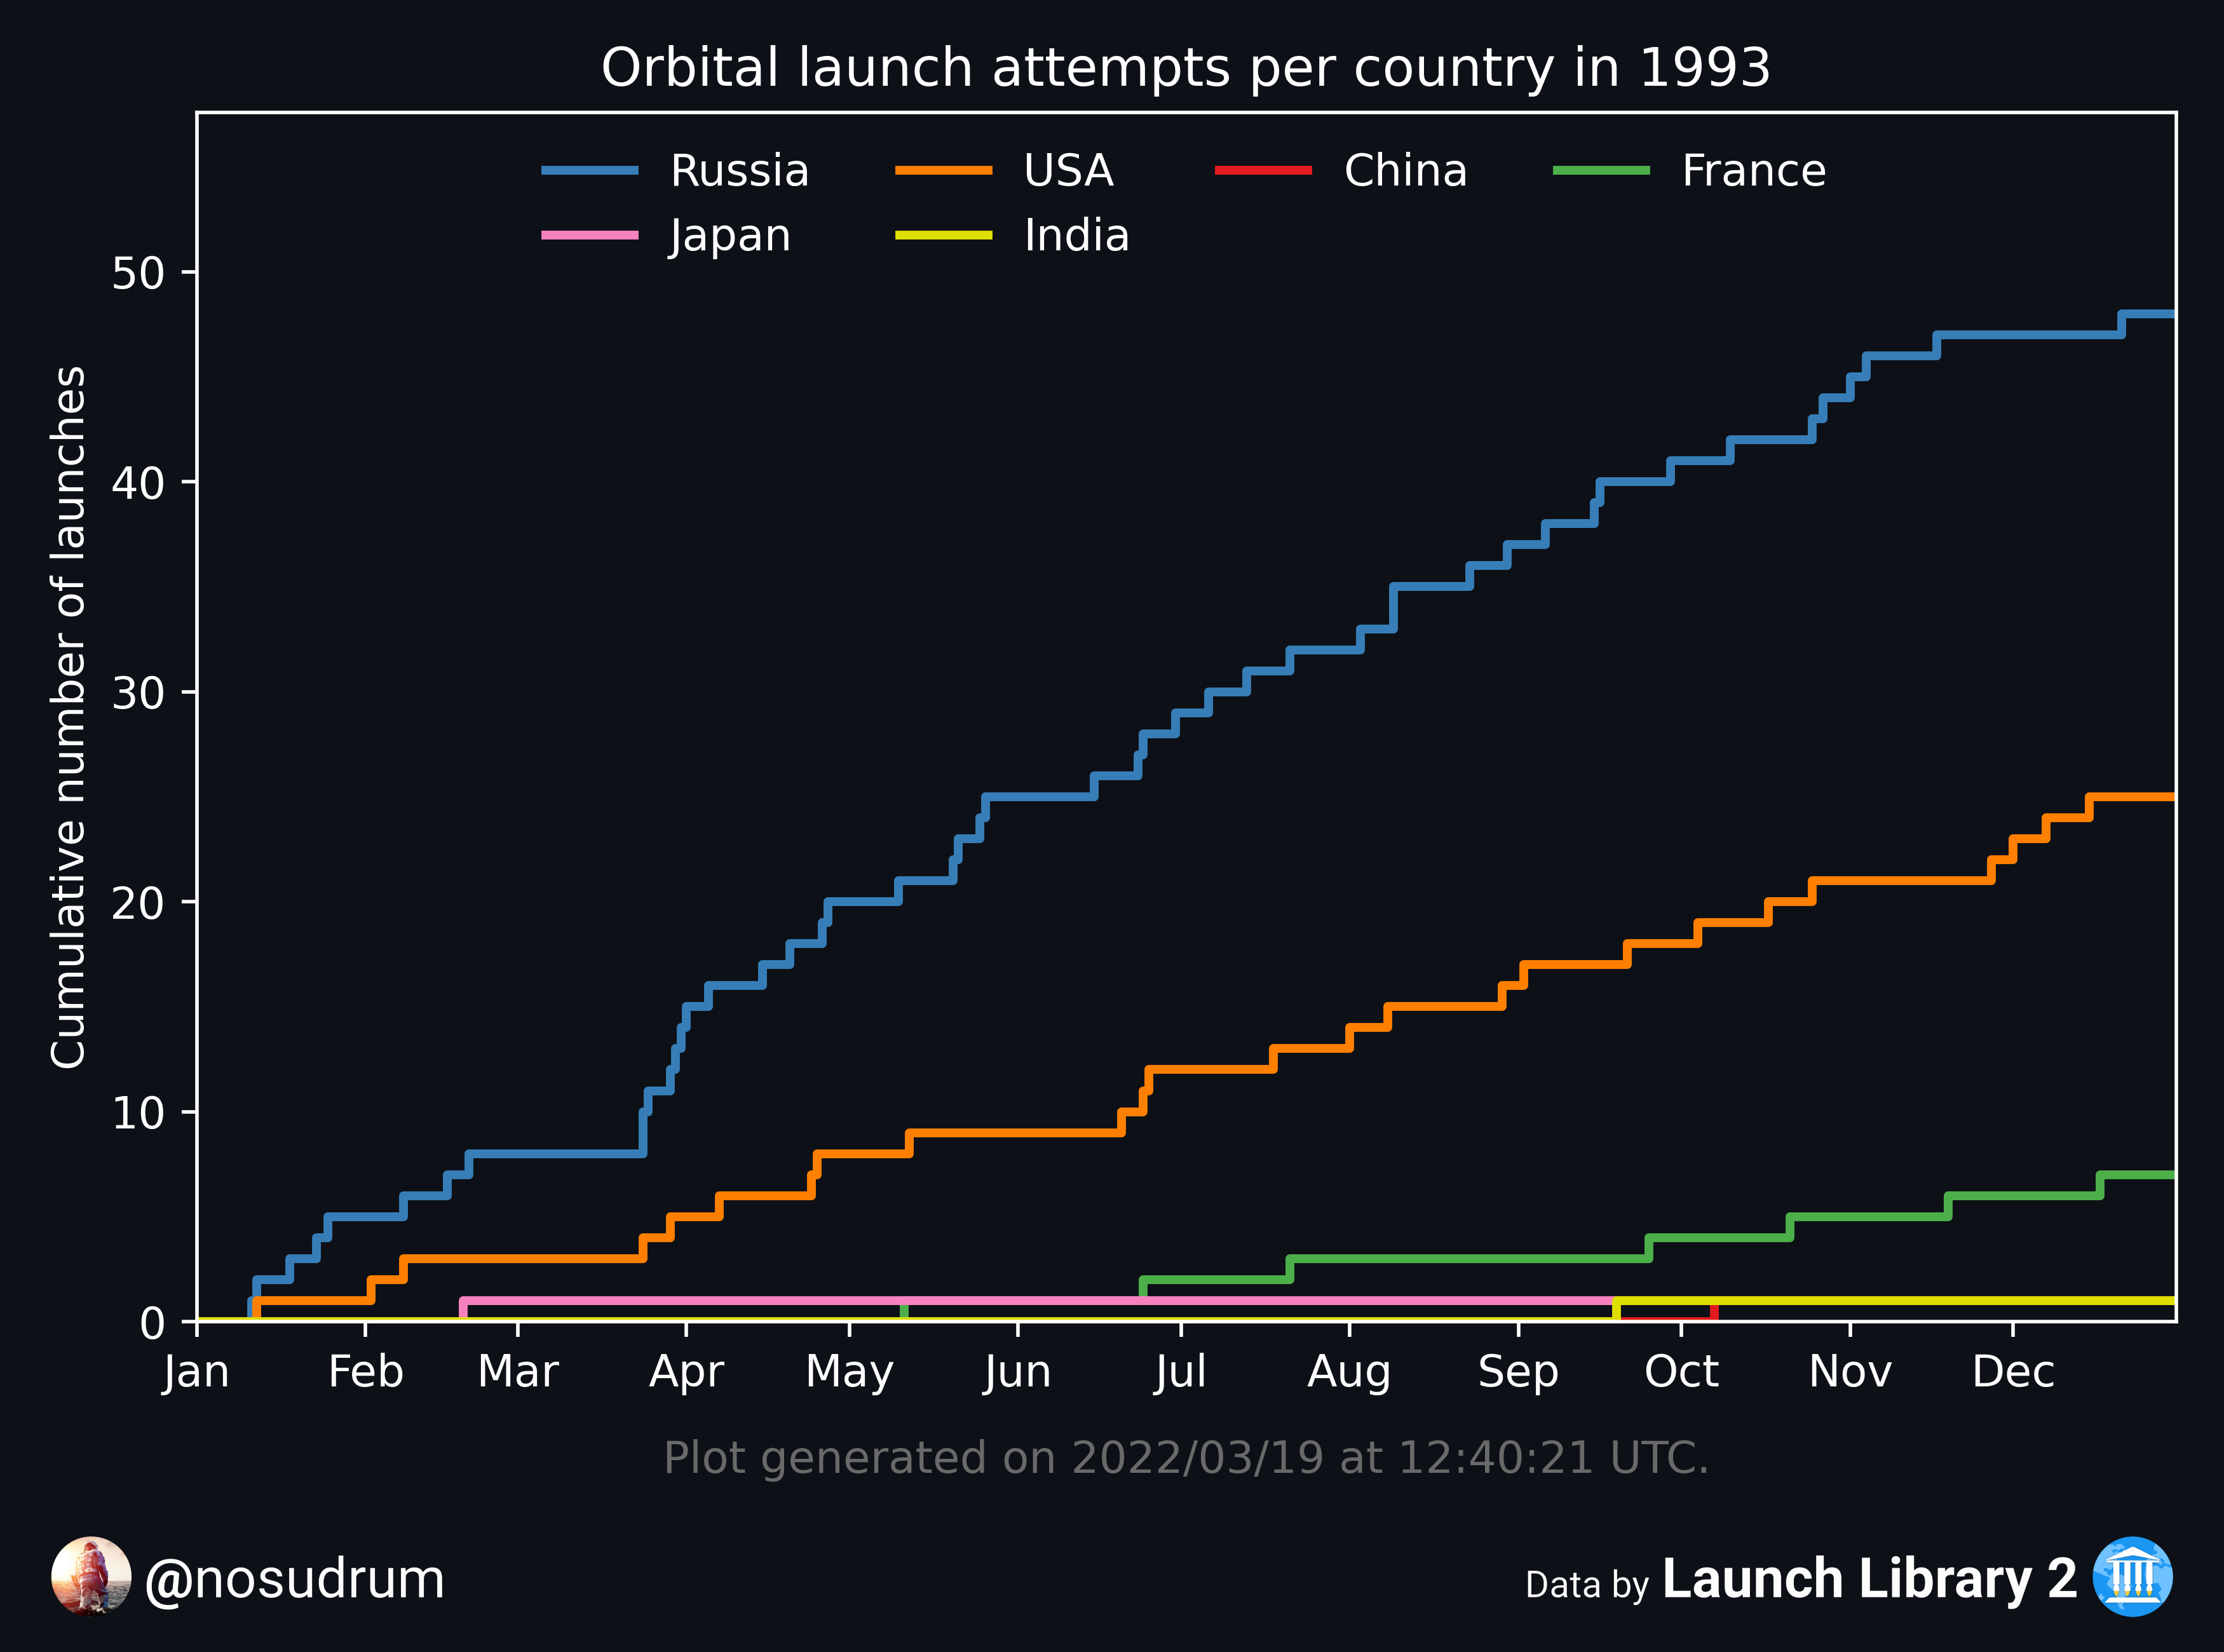 Orbital launch attempts per country in 1993
Russia USA China France
Japan India
Cumulative number of launches
50
40
30
20
10
0
Jan Feb Mar Apr May Jun Jul Aug Sep Oct Nov Dec
Plot generated on 2022/03/19 at 12:40:21 UTC.
@nosudrum
Data by Launch Library 2